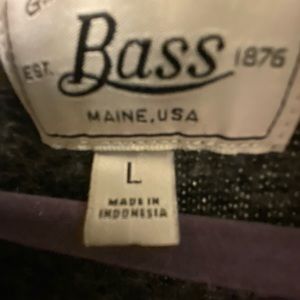 EST. Bass 1876
MAINE, USA
L
MADE IN
INDONESIA